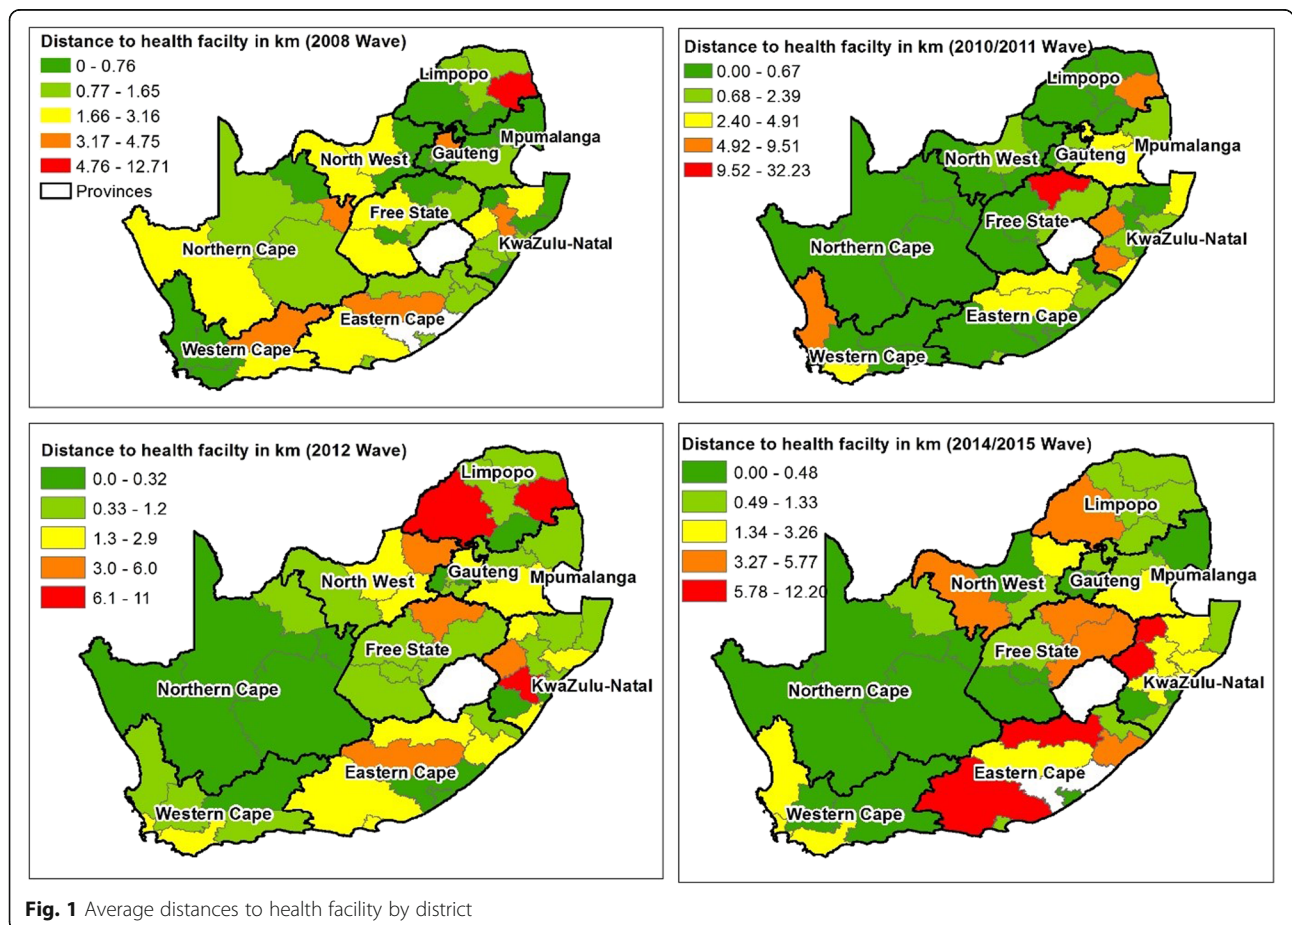 Distance to health facilty in km (2008 Wave)
0 - 0.76
0.77 - 1.65
1.66 - 3.16
3.17 - 4.75
4.76 - 12.71
Provinces
Limpopo
Mpumalanga
North West
Gauteng
Free State
KwaZulu-Natal
Northern Cape
Eastern Cape
Western Cape
Distance to health facilty in km (2010/2011 Wave)
0.00 - 0.67
0.68 - 2.39
2.40 - 4.91
4.92 - 9.51
9.52 - 32.23
Limpopo
Mpumalanga
North West
Gauteng
Free State
KwaZulu-Natal
Northern Cape
Eastern Cape
Western Cape
Distance to health facilty in km (2012 Wave)
0.0 - 0.32
0.33 - 1.2
1.3 - 2.9
3.0 - 6.0
6.1 - 11
Limpopo
North West
Gauteng
Mpumalanga
Free State
KwaZulu-Natal
Northern Cape
Eastern Cape
Western Cape
Distance to health facilty in km (2014/2015 Wave)
0.00 - 0.48
0.49 - 1.33
1.34 - 3.26
3.27 - 5.77
5.78 - 12.20
Limpopo
North West
Gauteng
Mpumalanga
Free State
KwaZulu-Natal
Northern Cape
Eastern Cape
Western Cape
Fig. 1 Average distances to health facility by district